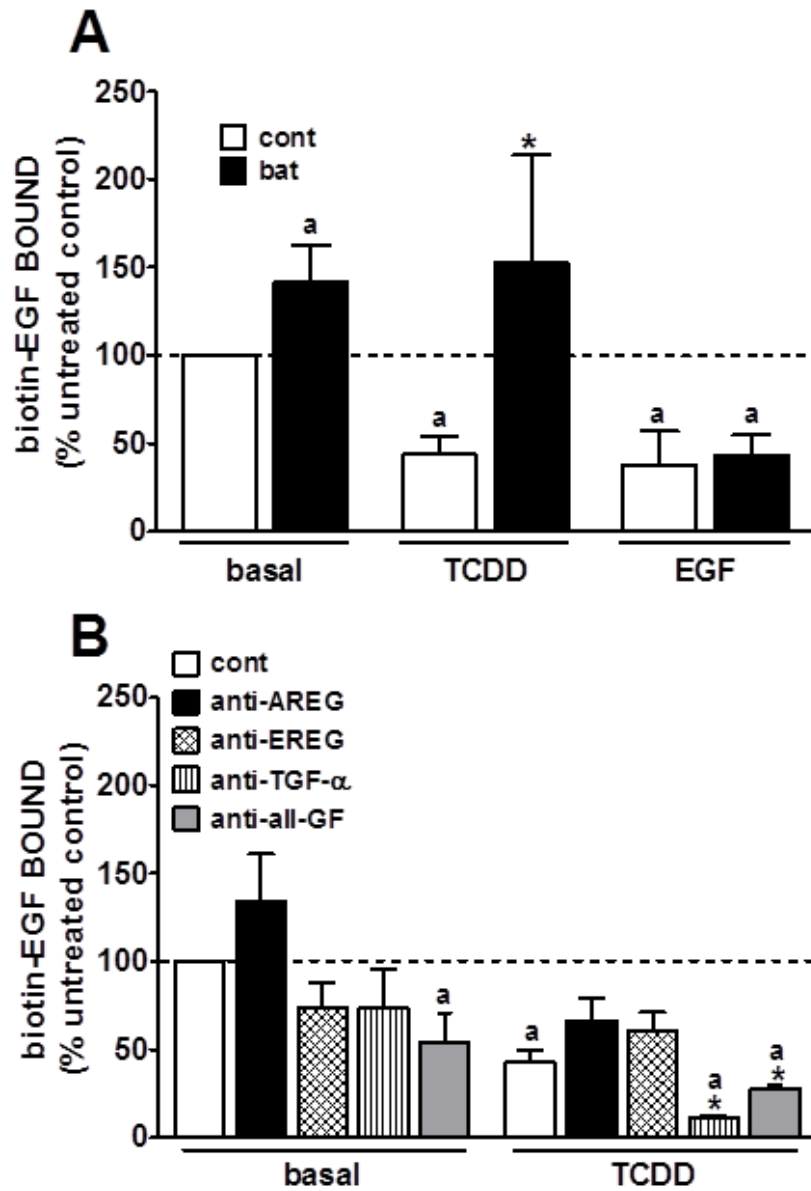 A
biotin-EGF BOUND
(% untreated control)
250
200
150
100
50
0
cont
bat
a
*
a
a
a
basal TCDD EGF
B
biotin-EGF BOUND
(% untreated control)
cont
anti-AREG
anti-EREG
anti-TGF-α
anti-all-GF
250
200
150
100
50
0
a
a
a
*
a
*
basal TCDD